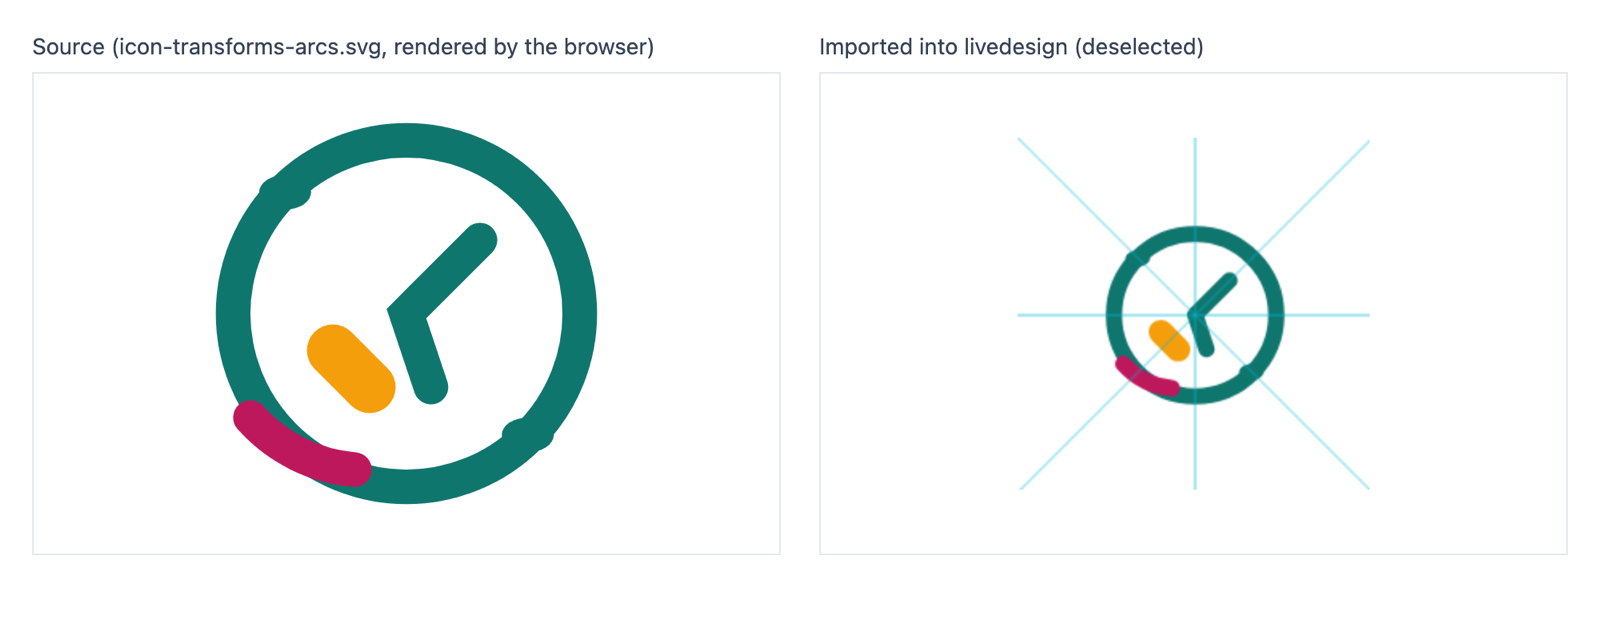 Source (icon-transforms-arcs.svg, rendered by the browser)
Imported into livedesign (deselected)